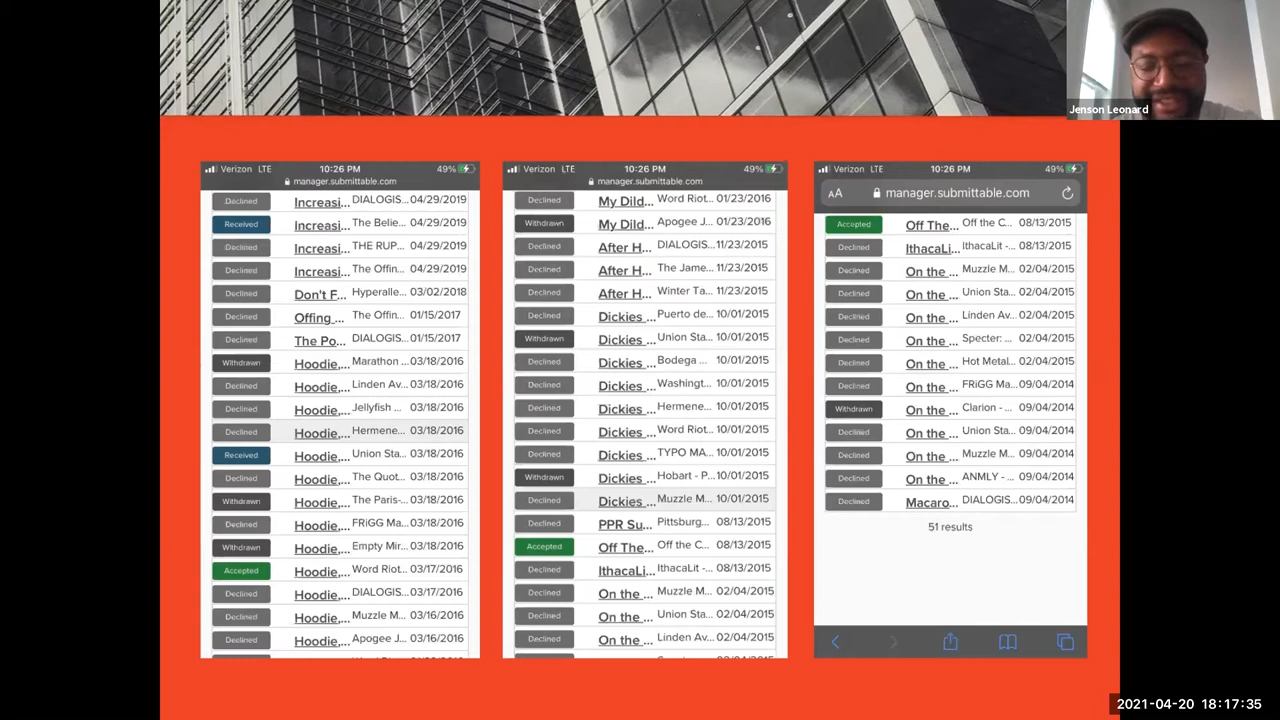 Jenson Leonard
Verizon LTE 10:26 PM 49%
manager.submittable.com
Declined Increasi... DIALOGIS... 04/29/2019
Received Increasi... The Belie... 04/29/2019
Declined Increasi... THE RUP... 04/29/2019
Declined Increasi... The Offin... 04/29/2019
Declined Don't F... Hyperalle... 03/02/2018
Declined Offing ... The Offin... 01/15/2017
Declined The Po... DIALOGIS... 01/15/2017
Withdrawn Hoodie,... Marathon ... 03/18/2016
Declined Hoodie,... Linden Av... 03/18/2016
Declined Hoodie,... Jellyfish ... 03/18/2016
Declined Hoodie,... Hermene... 03/18/2016
Received Hoodie,... Union Sta... 03/18/2016
Declined Hoodie,... The Quot... 03/18/2016
Withdrawn Hoodie,... The Paris-... 03/18/2016
Declined Hoodie,... FRiGG Ma... 03/18/2016
Withdrawn Hoodie,... Empty Mir... 03/18/2016
Accepted Hoodie,... Word Riot... 03/17/2016
Declined Hoodie,... DIALOGIS... 03/17/2016
Declined Hoodie,... Muzzle M... 03/16/2016
Declined Hoodie,... Apogee J... 03/16/2016
Verizon LTE 10:26 PM 49%
manager.submittable.com
Declined My Dild... Word Riot... 01/23/2016
Withdrawn My Dild... Apogee J... 01/23/2016
Declined After H... DIALOGIS... 11/23/2015
Declined After H... The Jame... 11/23/2015
Declined After H... Winter Ta... 11/23/2015
Declined Dickies ... Puerto de... 10/01/2015
Withdrawn Dickies ... Union Sta... 10/01/2015
Declined Dickies ... Bodega ... 10/01/2015
Declined Dickies ... Washingt... 10/01/2015
Declined Dickies ... Hermene... 10/01/2015
Declined Dickies ... Word Riot... 10/01/2015
Declined Dickies ... TYPO MA... 10/01/2015
Withdrawn Dickies ... Hobart - P... 10/01/2015
Declined Dickies ... Muzzle M... 10/01/2015
Declined PPR Su... Pittsburg... 08/13/2015
Accepted Off The... Off the C... 08/13/2015
Declined IthacaLi... IthacaLit -... 08/13/2015
Declined On the ... Muzzle M... 02/04/2015
Declined On the ... Union Sta... 02/04/2015
Declined On the ... Linden Av... 02/04/2015
Verizon LTE 10:26 PM 49%
AA manager.submittable.com
Accepted Off The... Off the C... 08/13/2015
Declined IthacaLi... IthacaLit -... 08/13/2015
Declined On the ... Muzzle M... 02/04/2015
Declined On the ... Union Sta... 02/04/2015
Declined On the ... Linden Av... 02/04/2015
Declined On the ... Specter: ... 02/04/2015
Declined On the ... Hot Metal... 02/04/2015
Declined On the ... FRiGG Ma... 09/04/2014
Withdrawn On the ... Clarion - ... 09/04/2014
Declined On the ... Union Sta... 09/04/2014
Declined On the ... Muzzle M... 09/04/2014
Declined On the ... ANMLY - ... 09/04/2014
Declined Macaro... DIALOGIS... 09/04/2014
51 results
2021-04-20 18:17:35